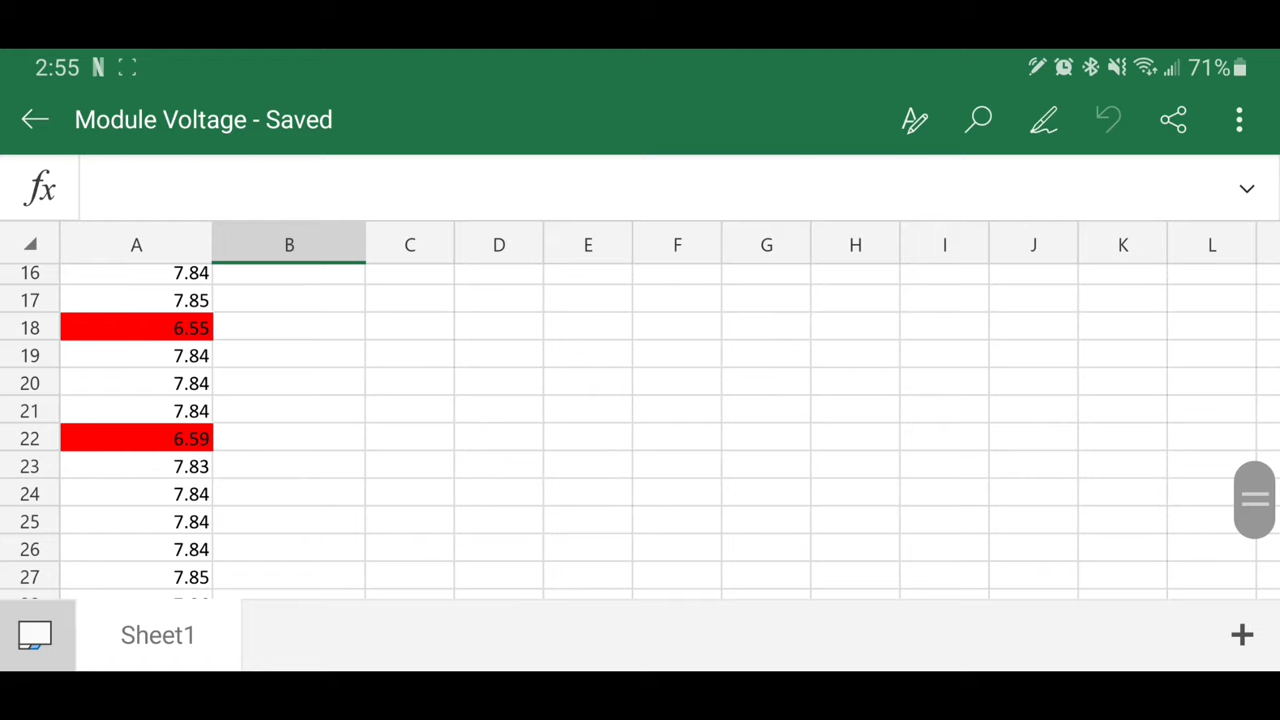 2:55 N 71%
Module Voltage - Saved
fx
A B C D E F G H I J K L
16 7.84
17 7.85
18 6.55
19 7.84
20 7.84
21 7.84
22 6.59
23 7.83
24 7.84
25 7.84
26 7.84
27 7.85
Sheet1